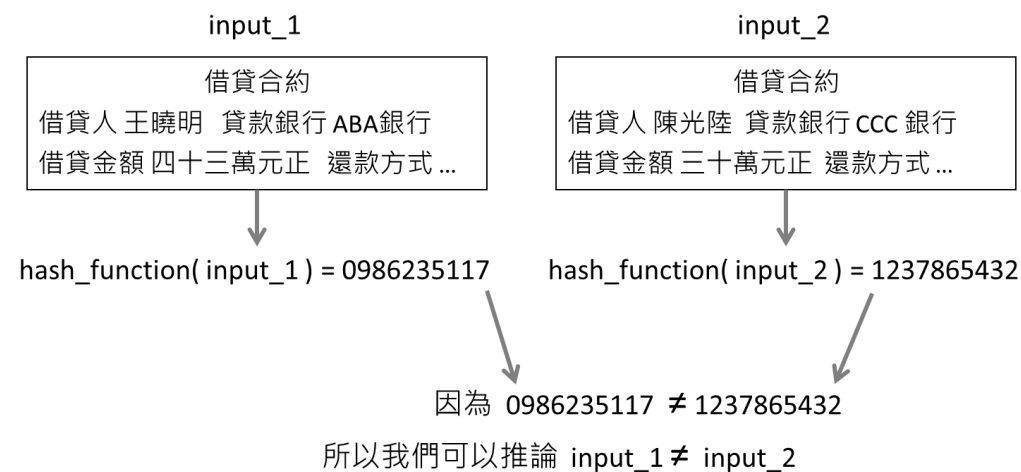 input_1
借貸合約
借貸人 王曉明 貸款銀行 ABA銀行
借貸金額 四十三萬元正 還款方式 ...
hash_function( input_1 ) = 0986235117
input_2
借貸合約
借貸人 陳光陸 貸款銀行 CCC 銀行
借貸金額 三十萬元正 還款方式 ...
hash_function( input_2 ) = 1237865432
因為 0986235117 ≠ 1237865432
所以我們可以推論 input_1 ≠ input_2